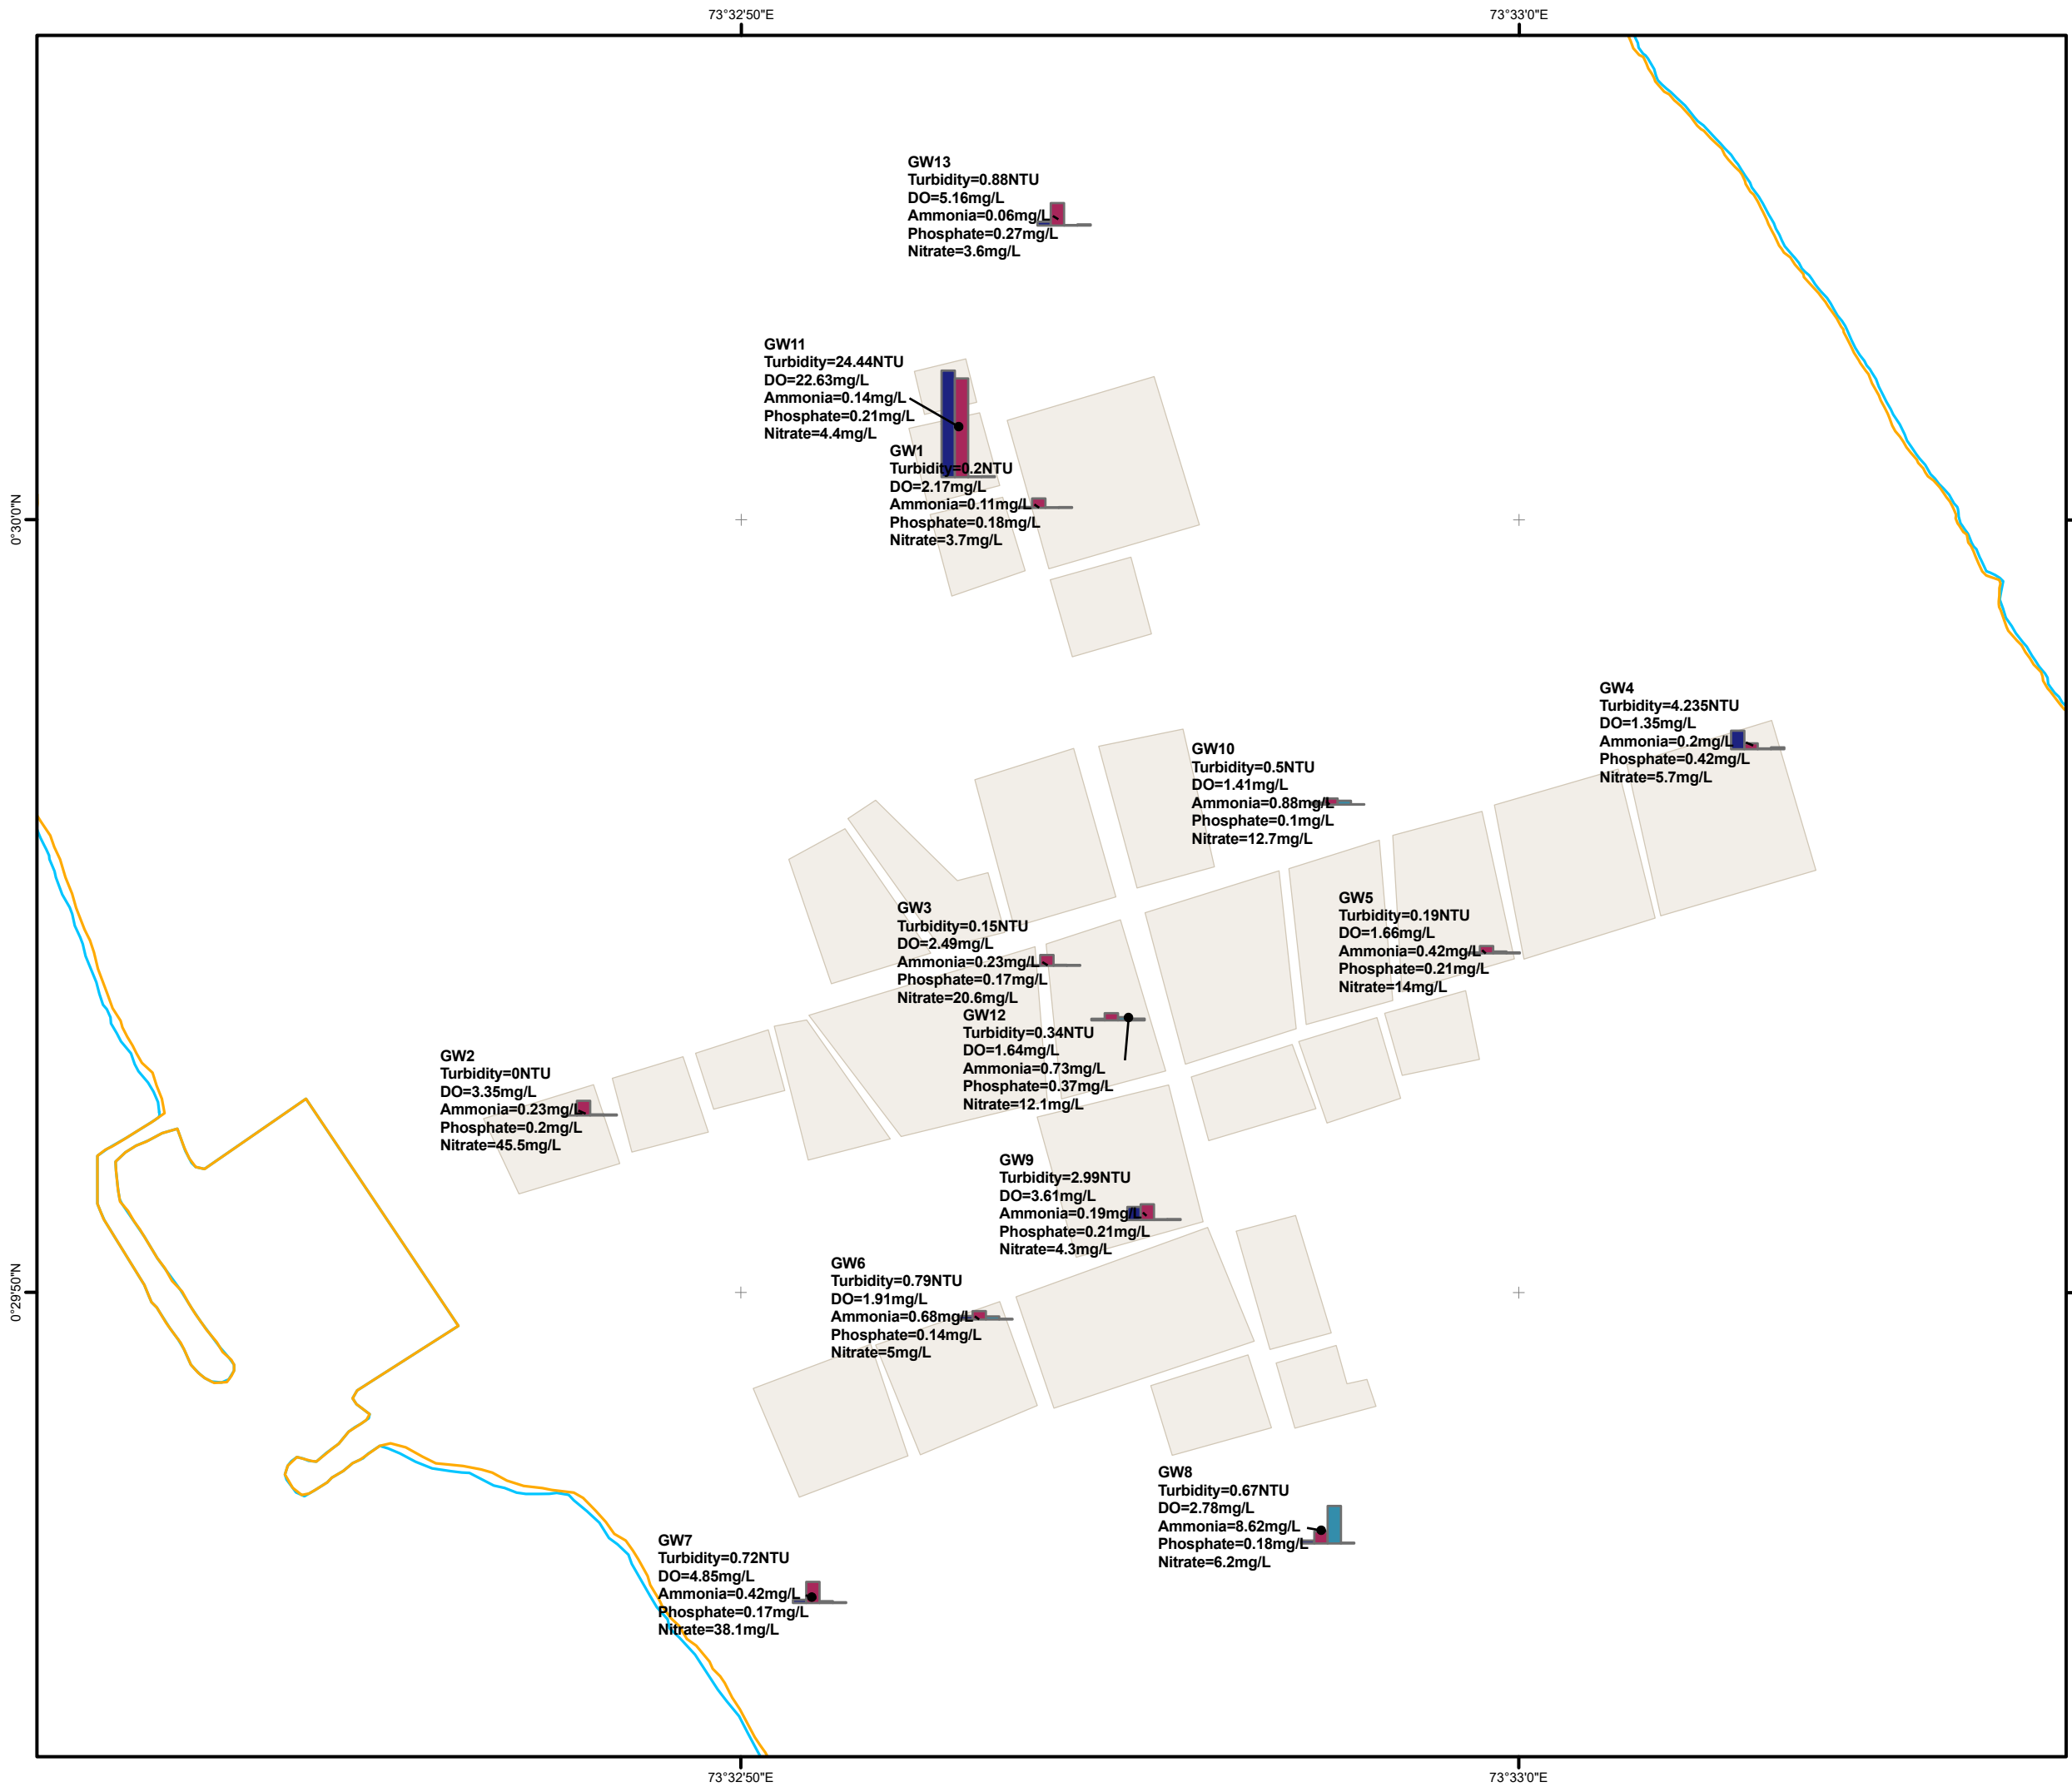 73°32'50"E
73°33'0"E
GW13
Turbidity=0.88NTU
DO=5.16mg/L
Ammonia=0.06mg/L
Phosphate=0.27mg/L
Nitrate=3.6mg/L
GW11
Turbidity=24.44NTU
DO=22.63mg/L
Ammonia=0.14mg/L
Phosphate=0.21mg/L
Nitrate=4.4mg/L
GW1
Turbidity=0.2NTU
DO=2.17mg/L
Ammonia=0.11mg/L
Phosphate=0.18mg/L
Nitrate=3.7mg/L
0°30'0"N
GW4
Turbidity=4.235NTU
DO=1.35mg/L
Ammonia=0.2mg/L
Phosphate=0.42mg/L
Nitrate=5.7mg/L
GW10
Turbidity=0.5NTU
DO=1.41mg/L
Ammonia=0.88mg/L
Phosphate=0.1mg/L
Nitrate=12.7mg/L
GW5
Turbidity=0.19NTU
DO=1.66mg/L
Ammonia=0.42mg/L
Phosphate=0.21mg/L
Nitrate=14mg/L
GW3
Turbidity=0.15NTU
DO=2.49mg/L
Ammonia=0.23mg/L
Phosphate=0.17mg/L
Nitrate=20.6mg/L
GW12
Turbidity=0.34NTU
DO=1.64mg/L
Ammonia=0.73mg/L
Phosphate=0.37mg/L
Nitrate=12.1mg/L
GW2
Turbidity=0NTU
DO=3.35mg/L
Ammonia=0.23mg/L
Phosphate=0.2mg/L
Nitrate=45.5mg/L
GW9
Turbidity=2.99NTU
DO=3.61mg/L
Ammonia=0.19mg/L
Phosphate=0.21mg/L
Nitrate=4.3mg/L
0°29'50"N
GW6
Turbidity=0.79NTU
DO=1.91mg/L
Ammonia=0.68mg/L
Phosphate=0.14mg/L
Nitrate=5mg/L
GW8
Turbidity=0.67NTU
DO=2.78mg/L
Ammonia=8.62mg/L
Phosphate=0.18mg/L
Nitrate=6.2mg/L
GW7
Turbidity=0.72NTU
DO=4.85mg/L
Ammonia=0.42mg/L
Phosphate=0.17mg/L
Nitrate=38.1mg/L
73°32'50"E
73°33'0"E